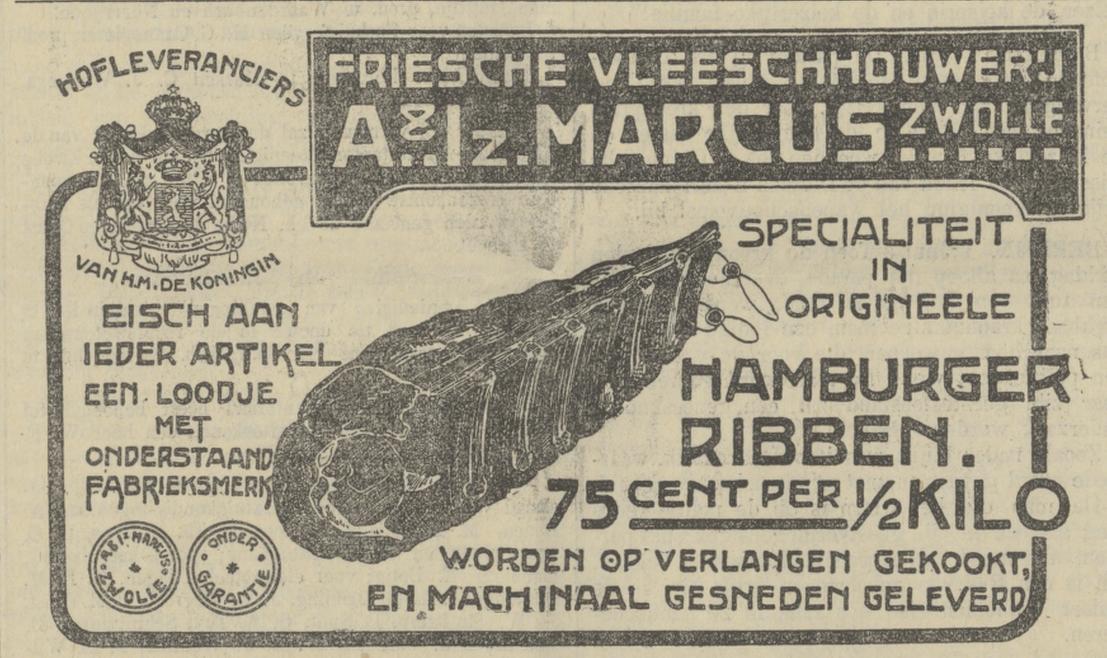 HOFLEVERANCIERS
VAN H.M. DE KONINGIN
FRIESCHE VLEESCHHOUWERIJ
A. & Iz. MARCUS ZWOLLE
EISCH AAN
IEDER ARTIKEL
EEN LOODJE
MET
ONDERSTAAND
FABRIEKSMERK
A & Iz MARCUS
ZWOLLE
ONDER
GARANTIE
SPECIALITEIT
IN
ORIGINEELE
HAMBURGER
RIBBEN.
75 CENT PER 1/2 KILO
WORDEN OP VERLANGEN GEKOOKT,
EN MACHINAAL GESNEDEN GELEVERD